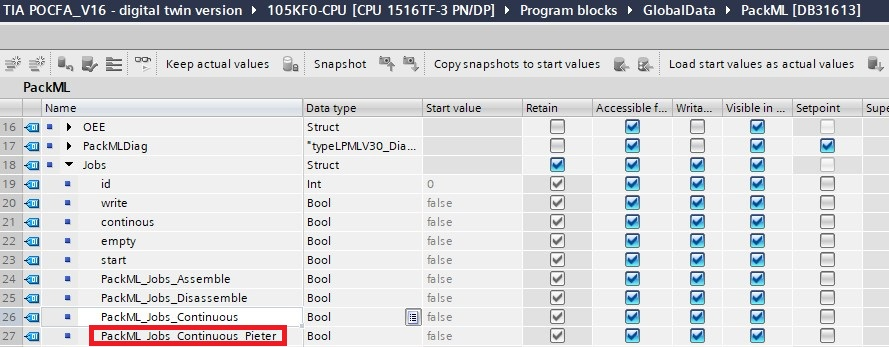 TIA POCFA_V16 - digital twin version 105KF0-CPU [CPU 1516TF-3 PN/DP] Program blocks GlobalData PackML [DB31613]
Keep actual values Snapshot Copy snapshots to start values Load start values as actual values
PackML
Name Data type Start value Retain Accessible f... Writa... Visible in ... Setpoint Supe
16 OEE Struct
17 PackMLDiag "typeLPMLV30_Dia...
18 Jobs Struct
19 id Int 0
20 write Bool false
21 continous Bool false
22 empty Bool false
23 start Bool false
24 PackML_Jobs_Assemble Bool false
25 PackML_Jobs_Disassemble Bool false
26 PackML_Jobs_Continuous Bool false
27 PackML_Jobs_Continuous_Pieter Bool false